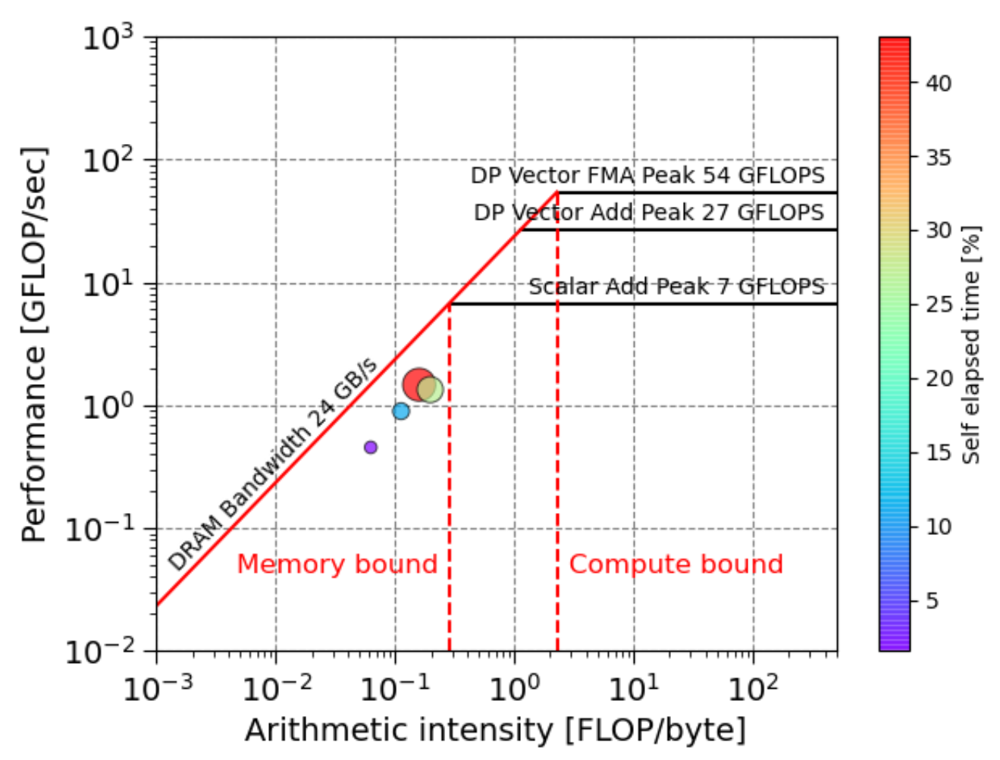 10³
10²
10¹
10⁰
10⁻¹
10⁻²
Performance [GFLOP/sec]
DP Vector FMA Peak 54 GFLOPS
DP Vector Add Peak 27 GFLOPS
Scalar Add Peak 7 GFLOPS
DRAM Bandwidth 24 GB/s
Memory bound
Compute bound
10⁻³
10⁻²
10⁻¹
10⁰
10¹
10²
Arithmetic intensity [FLOP/byte]
40
35
30
25
20
15
10
5
Self elapsed time [%]